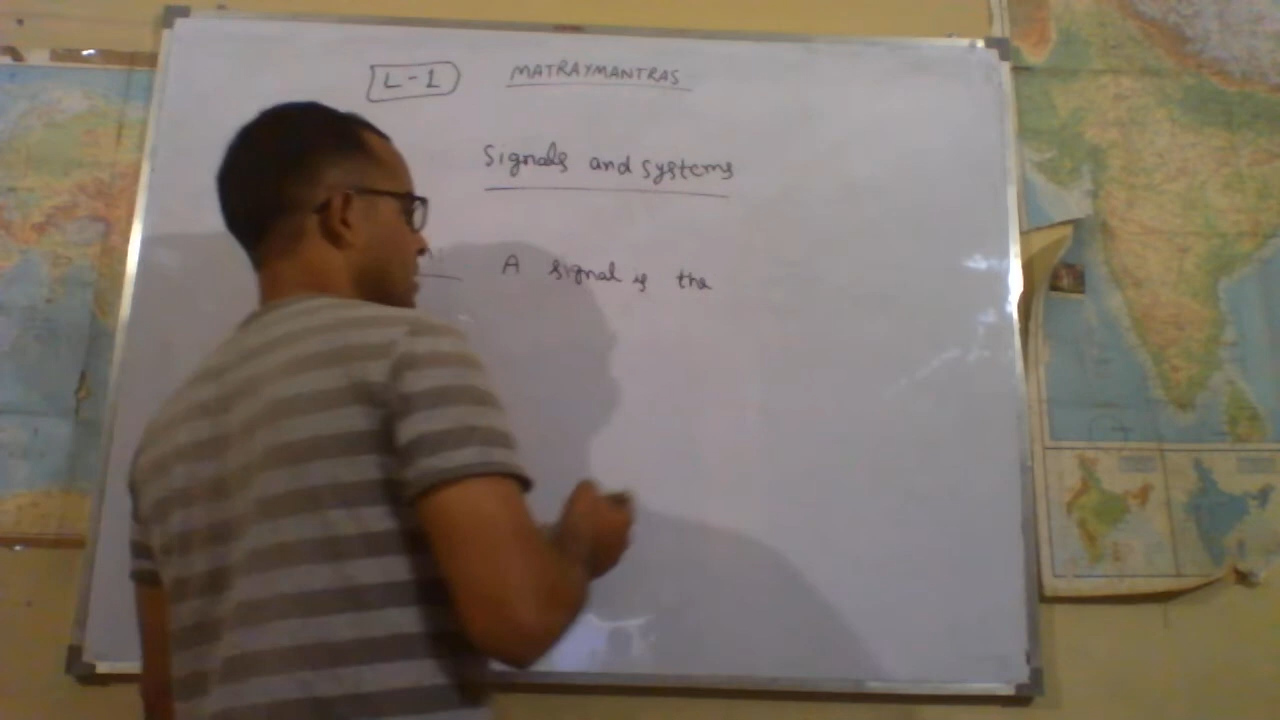 L-1
MATRAYMANTRAS
Signals and systems
A signal is the